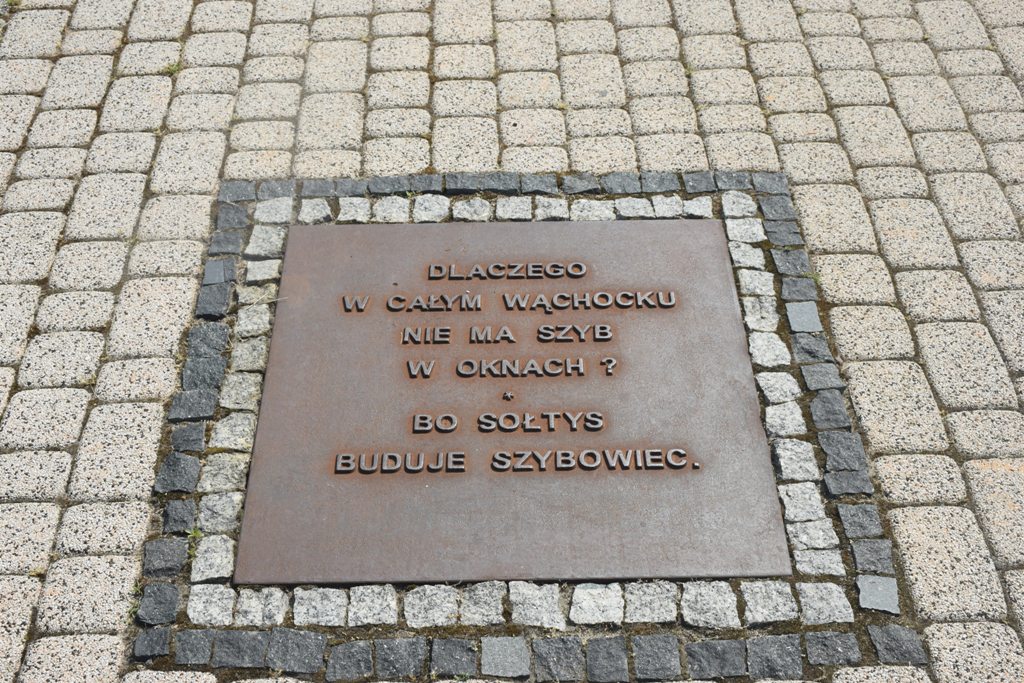 DLACZEGO
W CAŁYM WĄCHOCKU
NIE MA SZYB
W OKNACH ?
*
BO SOŁTYS
BUDUJE SZYBOWIEC.